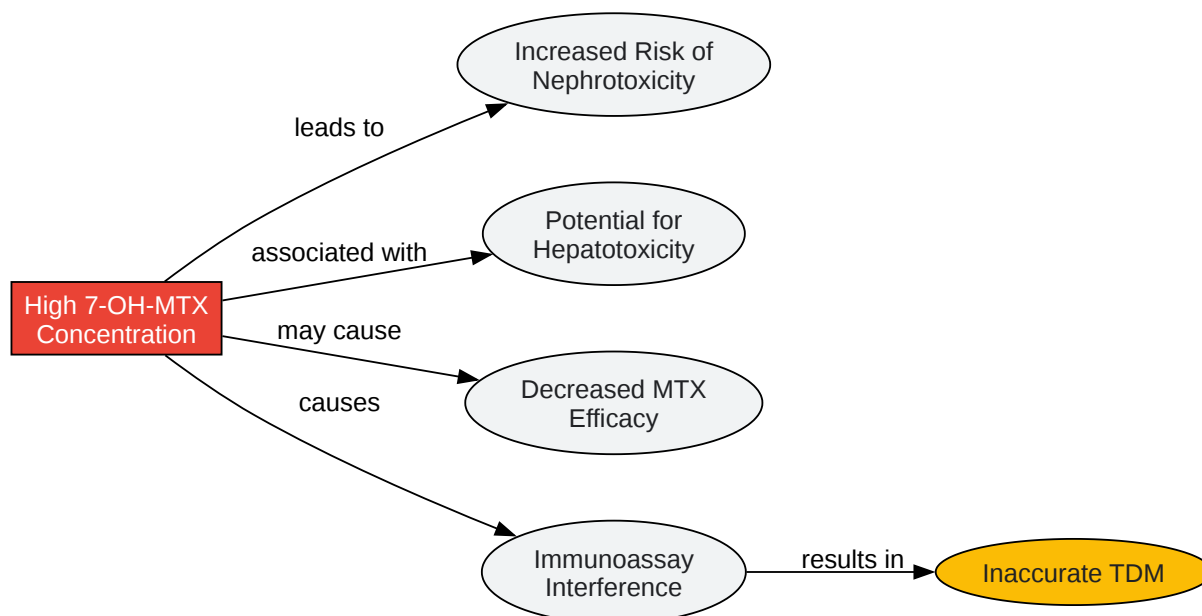 Increased Risk of
Nephrotoxicity
leads to
Potential for
Hepatotoxicity
associated with
High 7-OH-MTX
Concentration
may cause
Decreased MTX
Efficacy
causes
Immunoassay
Interference
results in
Inaccurate TDM